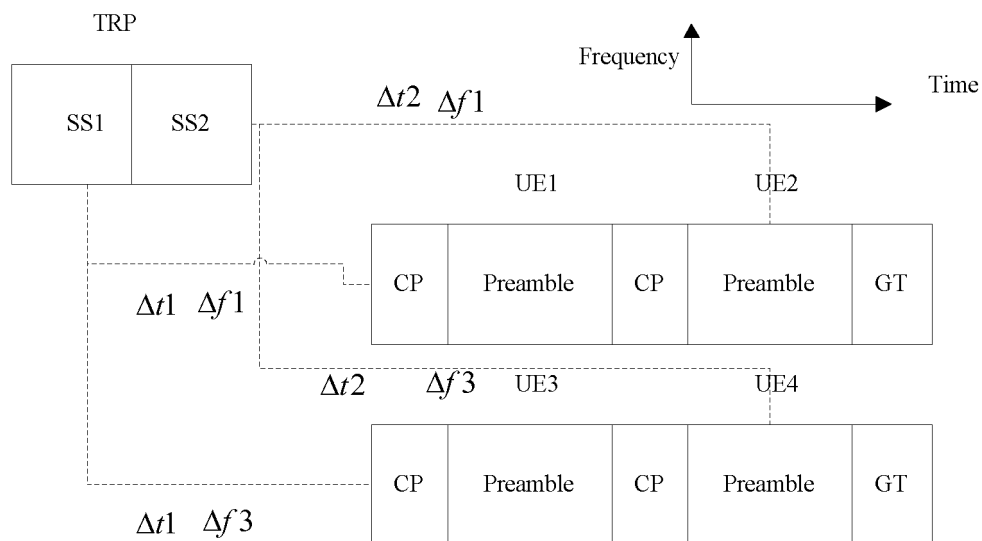 TRP
Frequency
Time
SS1 SS2
Δt2 Δf1
UE1 UE2
CP Preamble CP Preamble GT
Δt1 Δf1
Δt2 Δf3
UE3 UE4
CP Preamble CP Preamble GT
Δt1 Δf3